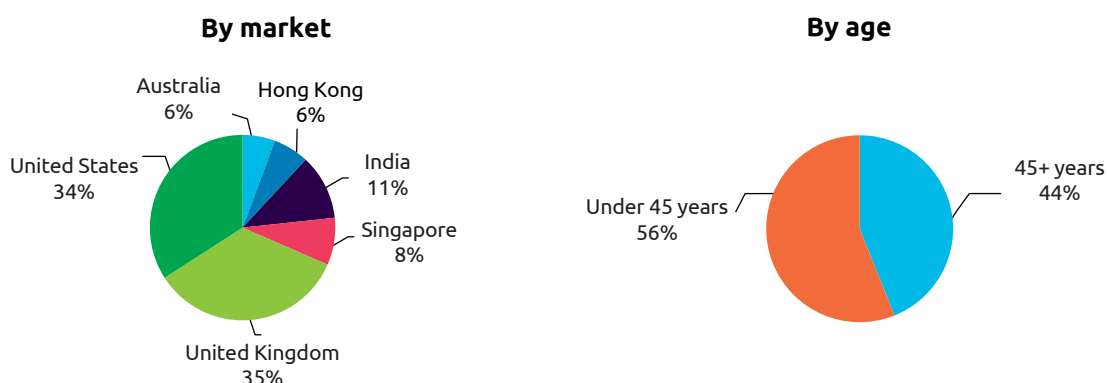 By market
Australia
6%
Hong Kong
6%
India
11%
Singapore
8%
United Kingdom
35%
United States
34%
By age
45+ years
44%
Under 45 years
56%